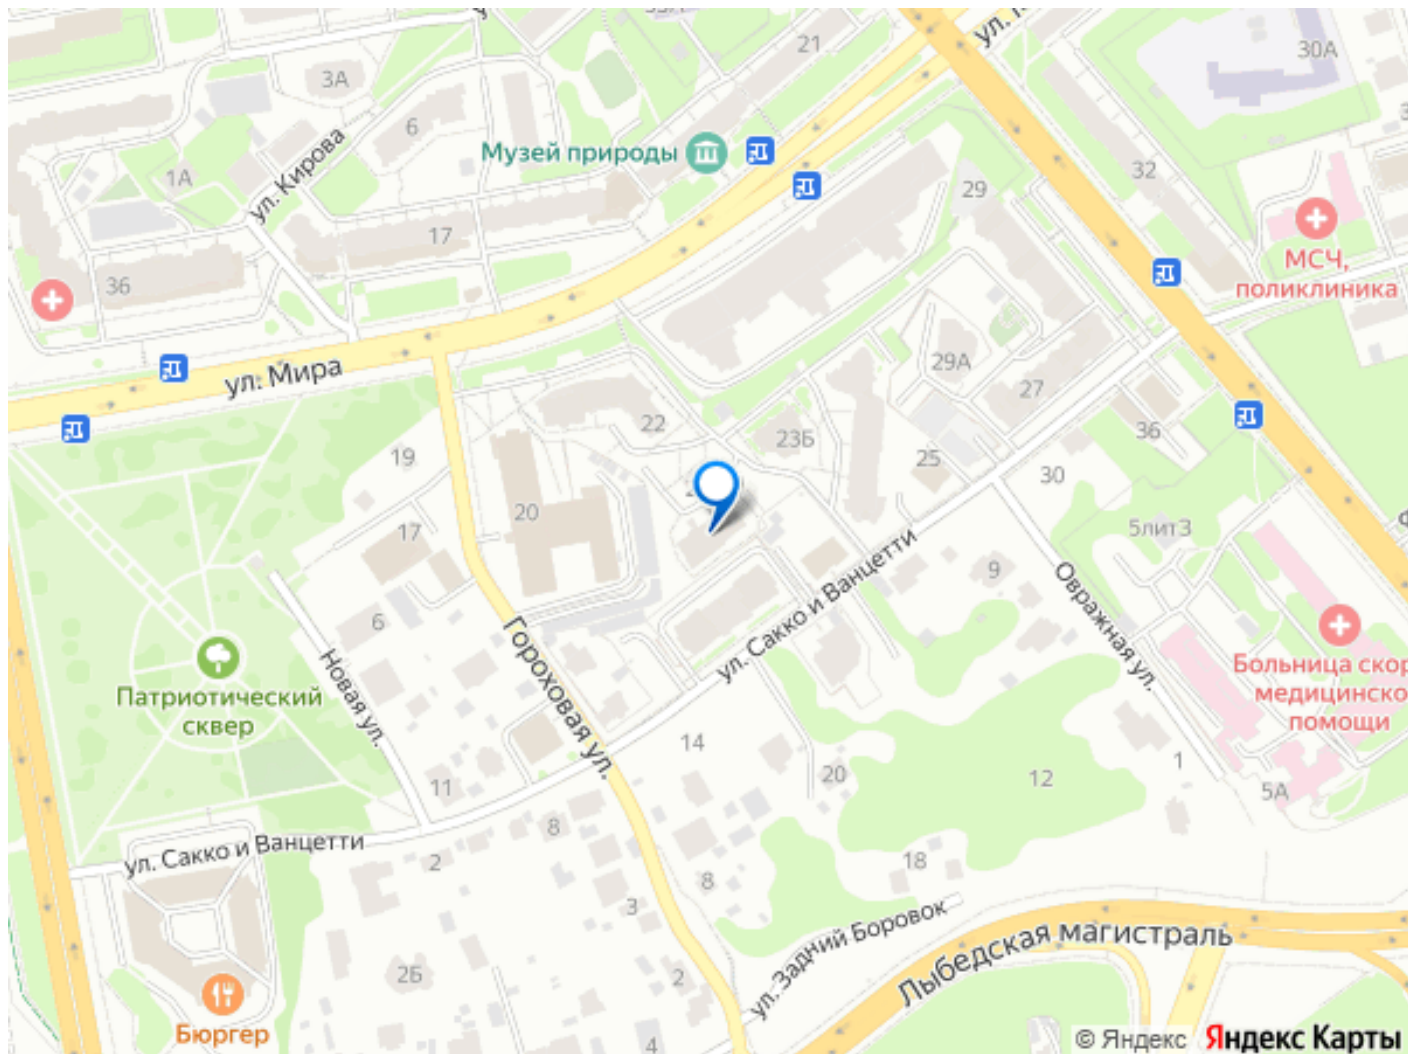 21
30А
3А
6
ул. Кирова
Музей природы
1А
32
29
17
МСЧ,
поликлиника
36
ул. Мира
29А
27
22
23Б
36
19
25
30
20
5лит3
17
9
6
ул. Сакко и Ванцетти
Овражная ул.
Гороховая ул.
Новая ул.
Патриотический
сквер
Больница скор
медицинско
помощи
14
20
12
1
5А
11
8
ул. Сакко и Ванцетти
2
8
18
3
ул. Задний Боровок
Лыбедская магистраль
2Б
2
Бюргер
4
© Яндекс Яндекс Карты